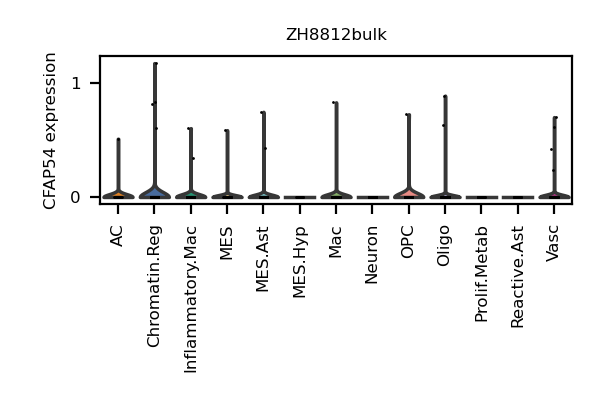 ZH8812bulk
CFAP54 expression
1
0
AC
Chromatin.Reg
Inflammatory.Mac
MES
MES.Ast
MES.Hyp
Mac
Neuron
OPC
Oligo
Prolif.Metab
Reactive.Ast
Vasc